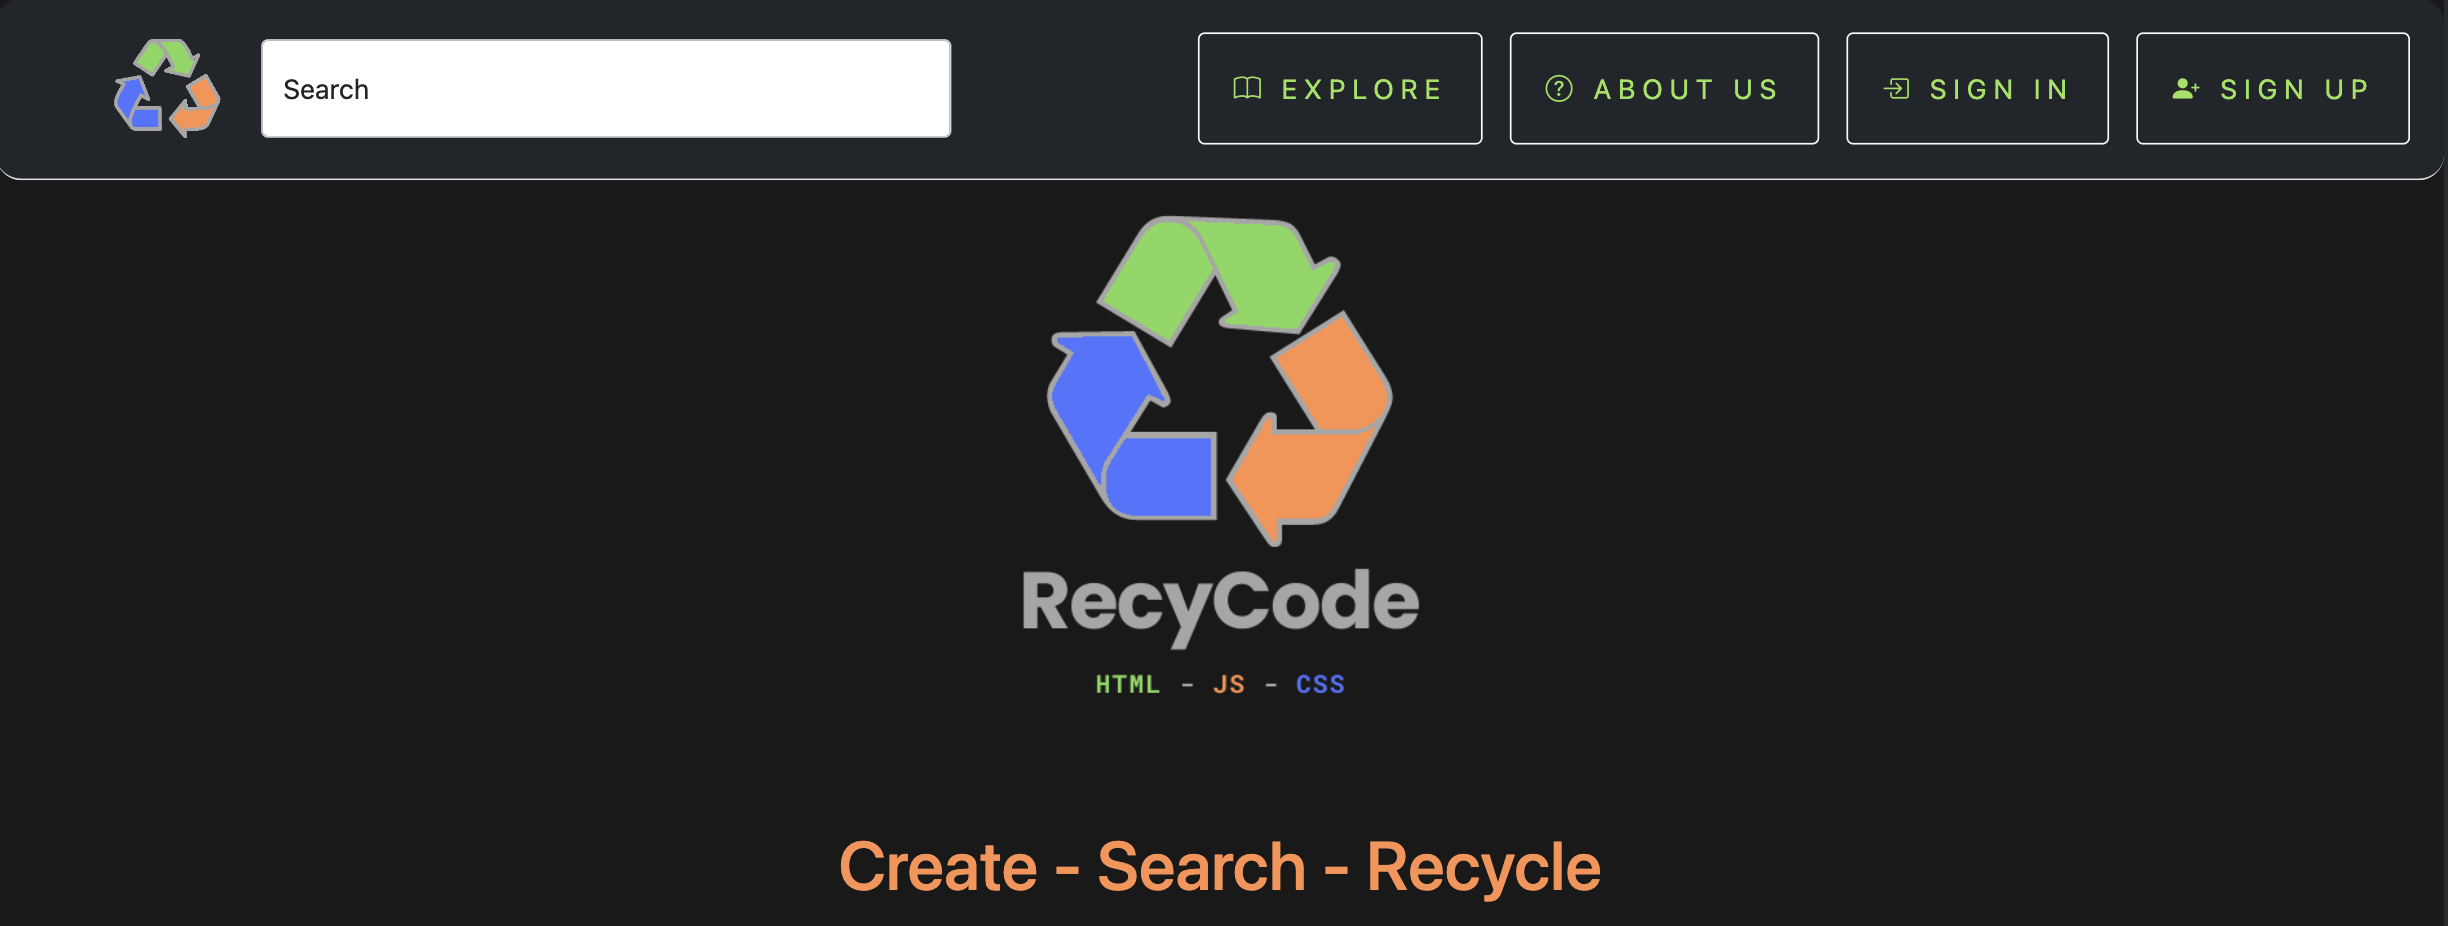 Search
EXPLORE
ABOUT US
SIGN IN
SIGN UP
RecyCode
HTML - JS - CSS
Create - Search - Recycle